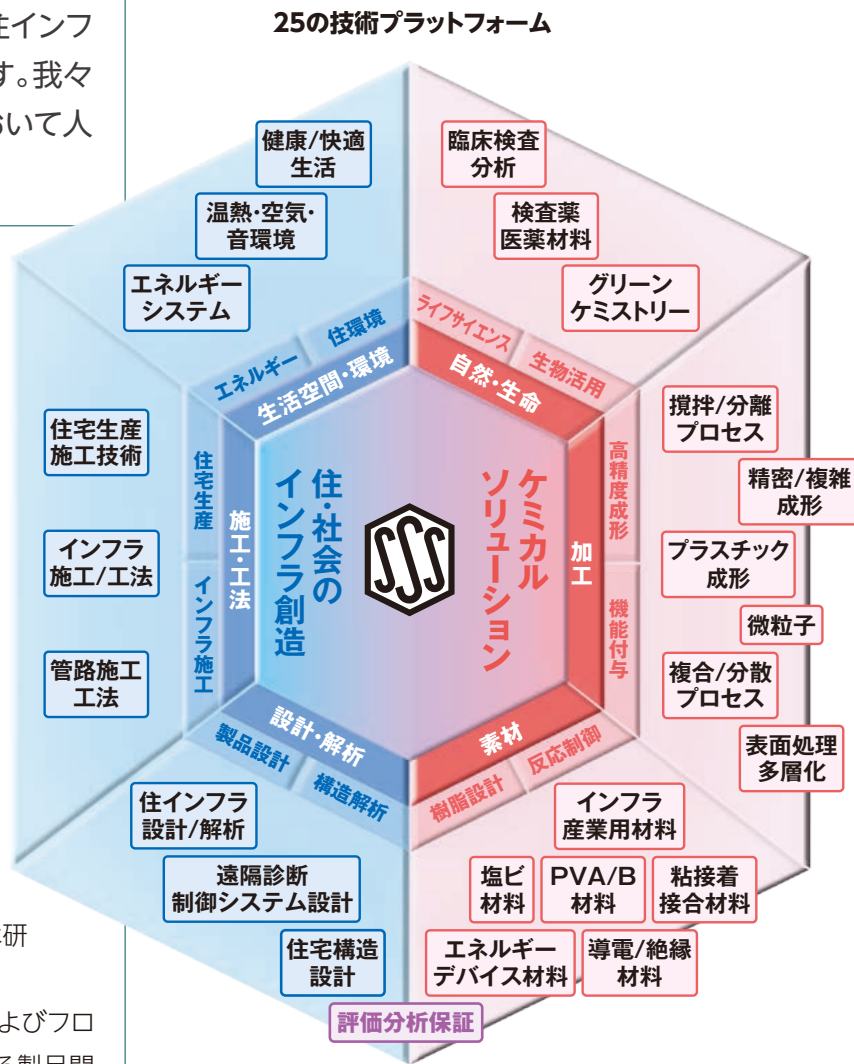 住インフ
す。我々
おいて人
25の技術プラットフォーム
健康/快適
生活
温熱・空気・
音環境
エネルギー
システム
臨床検査
分析
検査薬
医薬材料
グリーン
ケミストリー
エネルギー
住環境
ライフサイエンス
生物活用
生活空間・環境
自然・生命
住宅生産
施工技術
インフラ
施工/工法
管路施工
工法
住宅生産
インフラ施工
施工・工法
住・社会の
インフラ創造
SSS
ケミカル
ソリューション
加工
高精度成形
機能付与
撹拌/分離
プロセス
精密/複雑
成形
プラスチック
成形
微粒子
複合/分散
プロセス
表面処理
多層化
設計・解析
素材
製品設計
構造解析
樹脂設計
反応制御
住インフラ
設計/解析
遠隔診断
制御システム設計
住宅構造
設計
インフラ
産業用材料
塩ビ
材料
PVA/B
材料
粘接着
接合材料
エネルギー
デバイス材料
導電/絶縁
材料
評価分析保証
研
よびフロ
る製品開